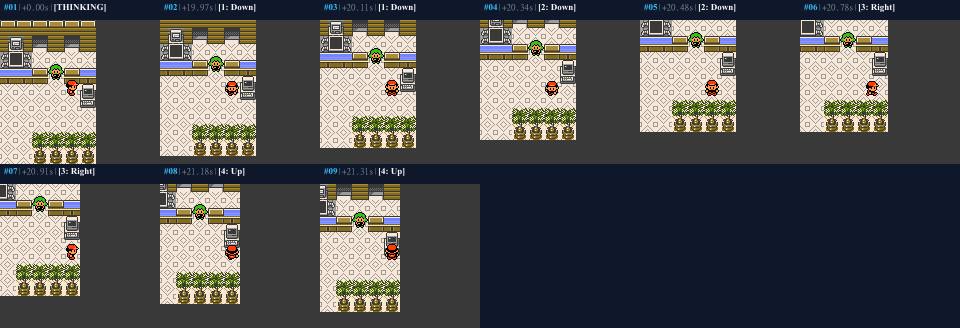 #01|+0.00s|[THINKING]
#02|+19.97s|[1: Down]
#03|+20.11s|[1: Down]
#04|+20.34s|[2: Down]
#05|+20.48s|[2: Down]
#06|+20.78s|[3: Right]
#07|+20.91s|[3: Right]
#08|+21.18s|[4: Up]
#09|+21.31s|[4: Up]